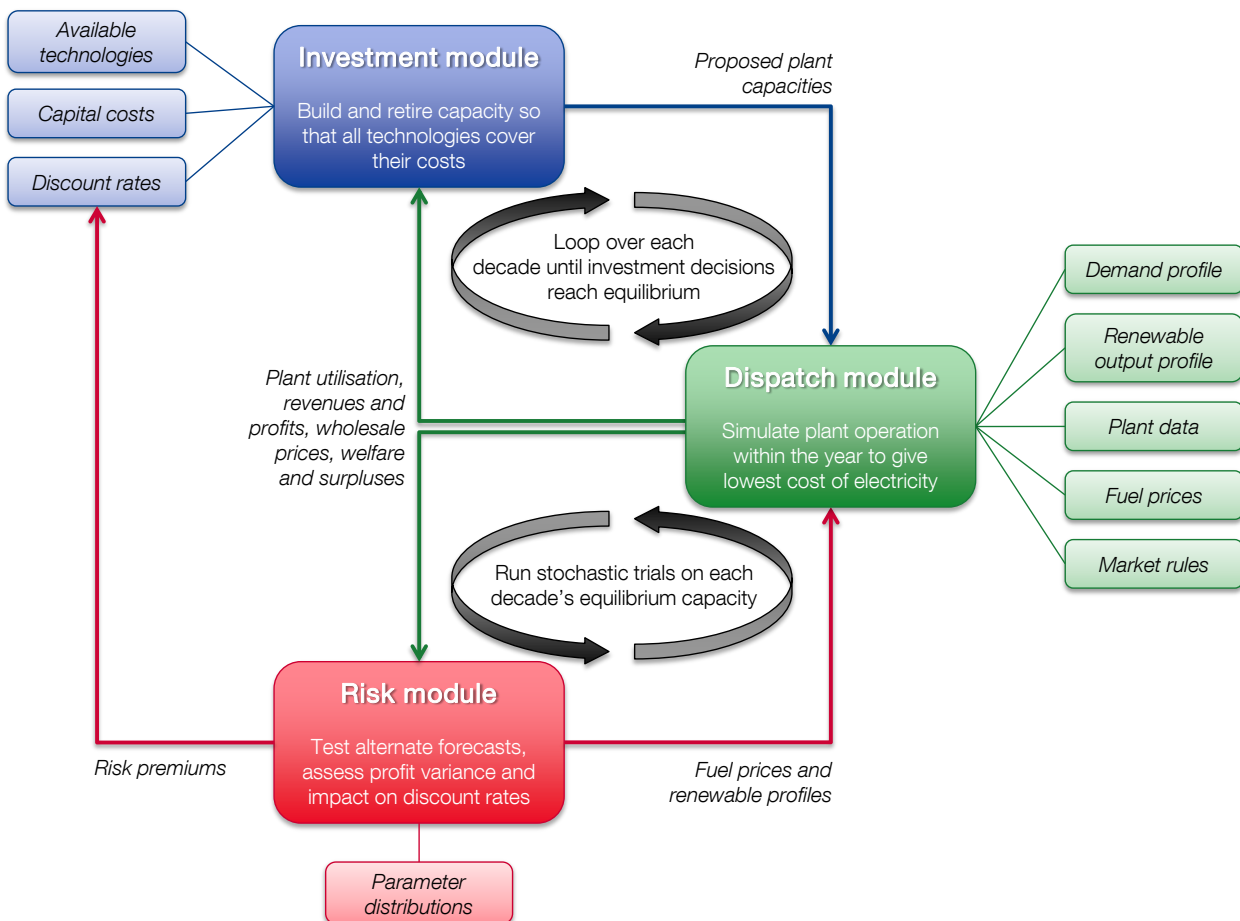 Available
technologies
Capital costs
Discount rates
Investment module
Build and retire capacity so
that all technologies cover
their costs
Proposed plant
capacities
Loop over each
decade until investment decisions
reach equilibrium
Demand profile
Renewable
output profile
Plant data
Fuel prices
Market rules
Dispatch module
Simulate plant operation
within the year to give
lowest cost of electricity
Plant utilisation,
revenues and
profits, wholesale
prices, welfare
and surpluses
Run stochastic trials on each
decade’s equilibrium capacity
Risk module
Test alternate forecasts,
assess profit variance and
impact on discount rates
Risk premiums
Fuel prices and
renewable profiles
Parameter
distributions